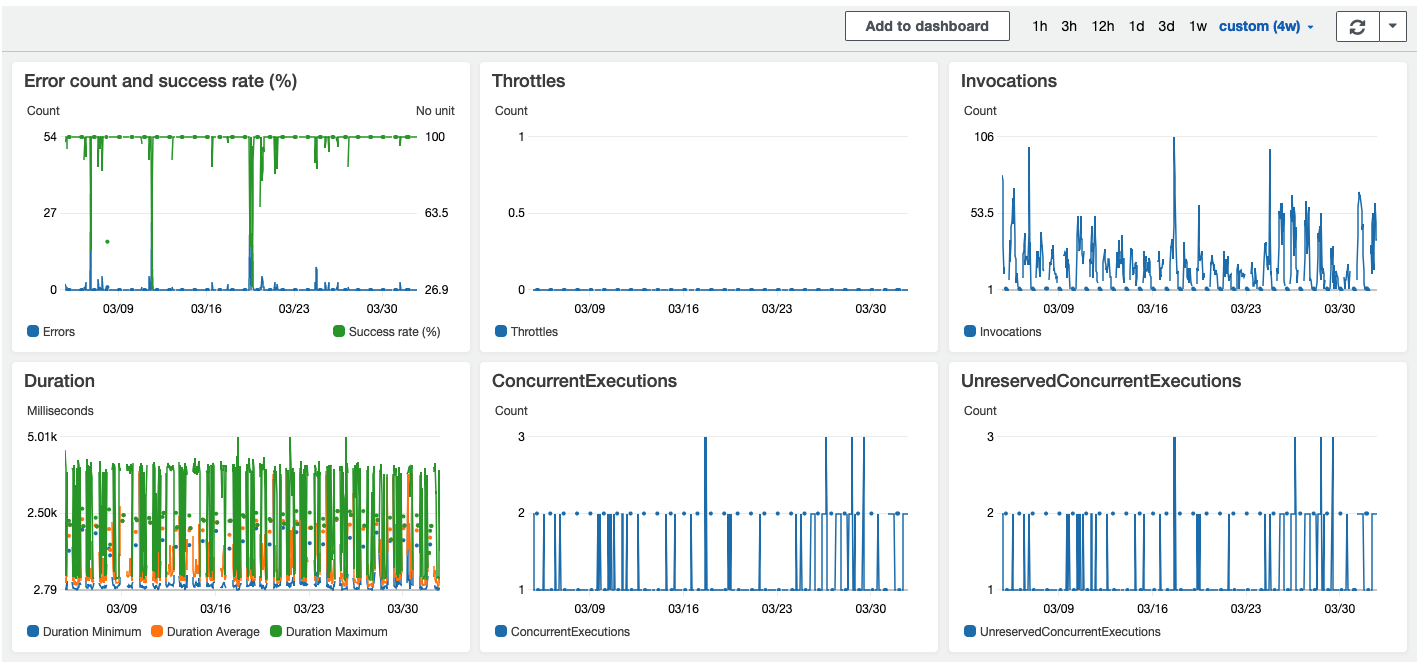 Add to dashboard 1h 3h 12h 1d 3d 1w custom (4w)
Error count and success rate (%)
Count No unit
54 100
27 63.5
0 26.9
03/09 03/16 03/23 03/30
Errors Success rate (%)
Throttles
Count
1
0.5
0
03/09 03/16 03/23 03/30
Throttles
Invocations
Count
106
53.5
1
03/09 03/16 03/23 03/30
Invocations
Duration
Milliseconds
5.01k
2.50k
2.79
03/09 03/16 03/23 03/30
Duration Minimum Duration Average Duration Maximum
ConcurrentExecutions
Count
3
2
1
03/09 03/16 03/23 03/30
ConcurrentExecutions
UnreservedConcurrentExecutions
Count
3
2
1
03/09 03/16 03/23 03/30
UnreservedConcurrentExecutions